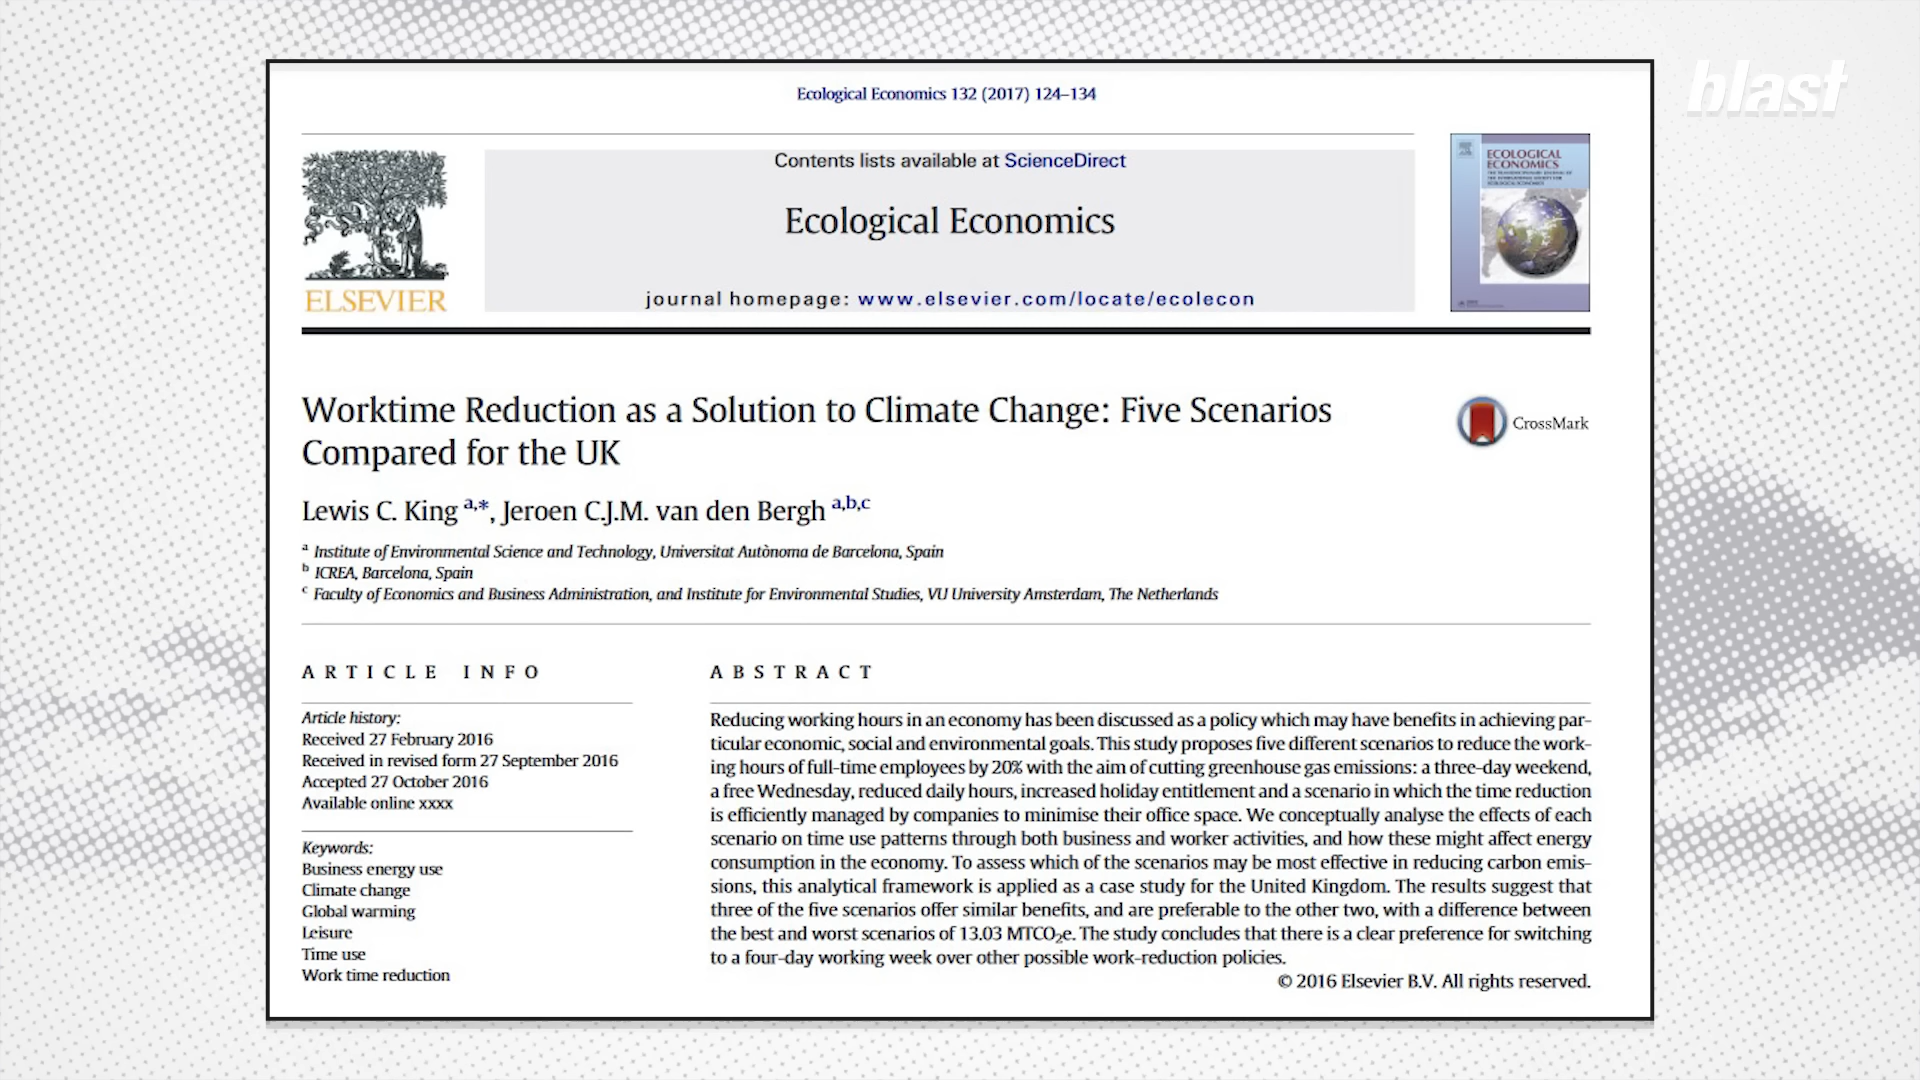 blast
Ecological Economics 132 (2017) 124–134
Contents lists available at ScienceDirect
Ecological Economics
journal homepage: www.elsevier.com/locate/ecolecon
ELSEVIER
ECOLOGICAL
ECONOMICS
Worktime Reduction as a Solution to Climate Change: Five Scenarios
Compared for the UK
CrossMark
Lewis C. King a,*, Jeroen C.J.M. van den Bergh a,b,c
a Institute of Environmental Science and Technology, Universitat Autònoma de Barcelona, Spain
b ICREA, Barcelona, Spain
c Faculty of Economics and Business Administration, and Institute for Environmental Studies, VU University Amsterdam, The Netherlands
ARTICLE INFO
Article history:
Received 27 February 2016
Received in revised form 27 September 2016
Accepted 27 October 2016
Available online xxxx
Keywords:
Business energy use
Climate change
Global warming
Leisure
Time use
Work time reduction
ABSTRACT
Reducing working hours in an economy has been discussed as a policy which may have benefits in achieving par-
ticular economic, social and environmental goals. This study proposes five different scenarios to reduce the work-
ing hours of full-time employees by 20% with the aim of cutting greenhouse gas emissions: a three-day weekend,
a free Wednesday, reduced daily hours, increased holiday entitlement and a scenario in which the time reduction
is efficiently managed by companies to minimise their office space. We conceptually analyse the effects of each
scenario on time use patterns through both business and worker activities, and how these might affect energy
consumption in the economy. To assess which of the scenarios may be most effective in reducing carbon emis-
sions, this analytical framework is applied as a case study for the United Kingdom. The results suggest that
three of the five scenarios offer similar benefits, and are preferable to the other two, with a difference between
the best and worst scenarios of 13.03 MTCO₂e. The study concludes that there is a clear preference for switching
to a four-day working week over other possible work-reduction policies.
© 2016 Elsevier B.V. All rights reserved.